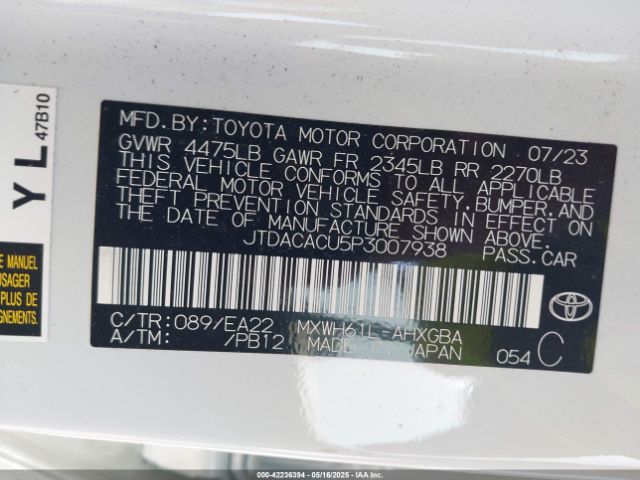 MFD.BY:TOYOTA MOTOR CORPORATION 07/23
GVWR 4475LB GAWR FR 2345LB RR 2270LB
THIS VEHICLE CONFORMS TO ALL APPLICABLE
FEDERAL MOTOR VEHICLE SAFETY,BUMPER,AND
THEFT PREVENTION STANDARDS IN EFFECT ON
THE DATE OF MANUFACTURE SHOWN ABOVE.
JTDACACU5P3007938 PASS.CAR
C/TR:089/EA22 MXWH61L-AHXGBA
A/TM: /PB12 MADE IN JAPAN 054 C
TOYOTA
YL
47B10
E MANUEL
USAGER
PLUS DE
000-42236394 - 05/16/2025 - IAA Inc.